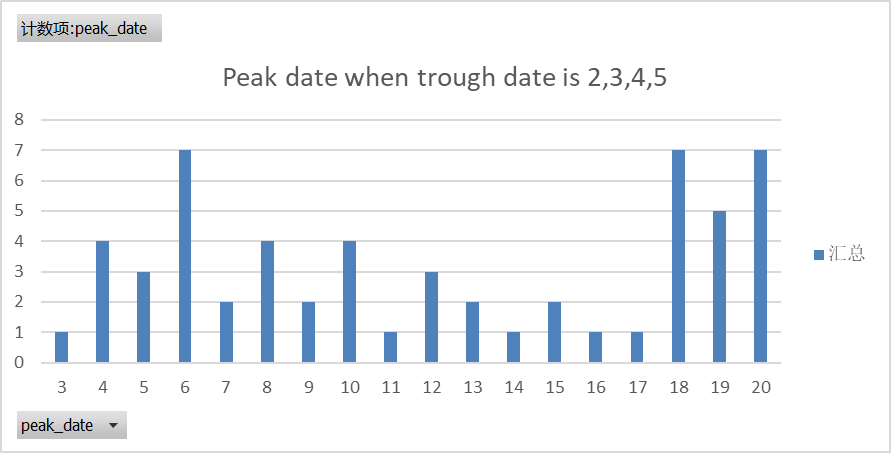 计数项:peak_date
Peak date when trough date is 2,3,4,5
8
7
6
5
4
3
2
1
0
3 4 5 6 7 8 9 10 11 12 13 14 15 16 17 18 19 20
汇总
peak_date